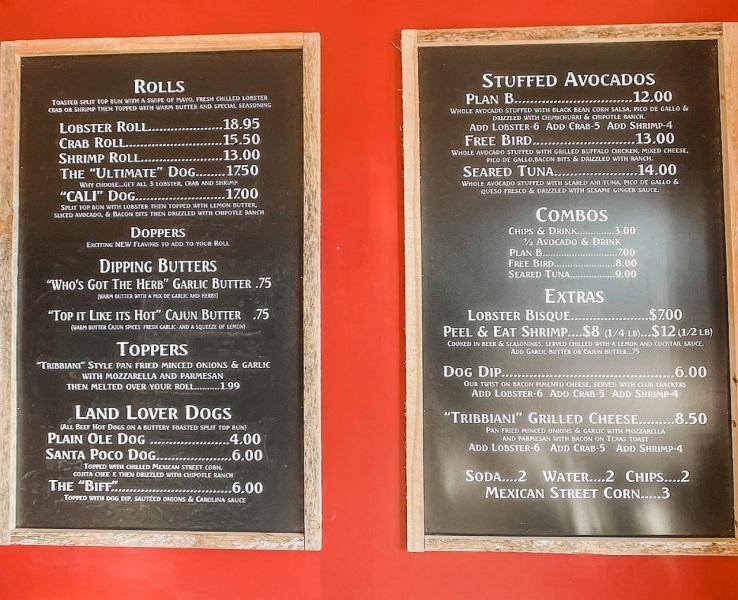 ROLLS
TOASTED SPLIT TOP BUN WITH A SWIPE OF MAYO, FRESH CHILLED LOBSTER
CRAB OR SHRIMP THEN TOPPED WITH WARM BUTTER AND SPECIAL SEASONING
LOBSTER ROLL........................18.95
CRAB ROLL..........................15.50
SHRIMP ROLL.......................13.00
THE "ULTIMATE" DOG.......1750
WHY CHOOSE...GET ALL 3 LOBSTER, CRAB AND SHRIMP
"CALI" DOG.........................1700
SPLIT TOP BUN WITH LOBSTER THEN TOPPED WITH LEMON BUTTER,
SLICED AVOCADO, & BACON BITS THEN DRIZZLED WITH CHIPOTLE RANCH
DOPPERS
EXCITING NEW FLAVORS TO ADD TO YOUR ROLL
DIPPING BUTTERS
"WHO'S GOT THE HERB" GARLIC BUTTER .75
(WARM BUTTER WITH A MIX OF GARLIC AND HERBS)
"TOP IT LIKE ITS HOT" CAJUN BUTTER .75
(WARM BUTTER CAJUN SPICES FRESH GARLIC AND A SQUEEZE OF LEMON)
TOPPERS
"TRIBBIANI" STYLE PAN FRIED MINCED ONIONS & GARLIC
WITH MOZZARELLA AND PARMESAN
THEN MELTED OVER YOUR ROLL..........1.99
LAND LOVER DOGS
(ALL BEEF HOT DOGS ON A BUTTERY TOASTED SPLIT TOP BUN)
PLAIN OLE DOG ........................4.00
SANTA POCO DOG......................6.00
TOPPED WITH CHILLED MEXICAN STREET CORN,
COJITA CHEE E THEN DRIZZLED WITH CHIPOTLE RANCH
THE "BIFF"...............................6.00
TOPPED WITH DOG DIP, SAUTÉED ONIONS & CAROLINA SAUCE
STUFFED AVOCADOS
PLAN B..............................12.00
WHOLE AVOCADO STUFFED WITH BLACK BEAN CORN SALSA, PICO DE GALLO &
DRIZZLED WITH CHIMICHURRI & CHIPOTLE RANCH.
ADD LOBSTER-6 ADD CRAB-5 ADD SHRIMP-4
FREE BIRD...........................13.00
WHOLE AVOCADO STUFFED WITH GRILLED BUFFALO CHICKEN, MIXED CHEESE,
PICO DE GALLO,BACON BITS & DRIZZLED WITH RANCH.
SEARED TUNA......................14.00
WHOLE AVOCADO STUFFED WITH SEARED AHI TUNA, PICO DE GALLO &
QUESO FRESCO & DRIZZLED WITH SESAME GINGER SAUCE.
COMBOS
CHIPS & DRINK...............3.00
½ AVOCADO & DRINK
PLAN B..........................700
FREE BIRD......................8.00
SEARED TUNA.................9.00
EXTRAS
LOBSTER BISQUE....................$700
PEEL & EAT SHRIMP....$8 (1/4 LB)...$12 (1/2 LB)
COOKED IN BEER & SEASONINGS, SERVED CHILLED WITH A LEMON AND COCKTAIL SAUCE.
ADD GARLIC BUTTER OR CAJUN BUTTER...75
DOG DIP...............................................6.00
OUR TWIST ON BACON PIMENTO CHEESE, SERVED WITH CLUB CRACKERS
ADD LOBSTER-6 ADD CRAB-5 ADD SHRIMP-4
"TRIBBIANI" GRILLED CHEESE.........8.50
PAN FRIED MINCED ONIONS & GARLIC WITH MOZZARELLA
AND PARMESAN WITH BACON ON TEXAS TOAST
ADD LOBSTER-6 ADD CRAB-5 ADD SHRIMP-4
SODA....2 WATER....2 CHIPS....2
MEXICAN STREET CORN.....3